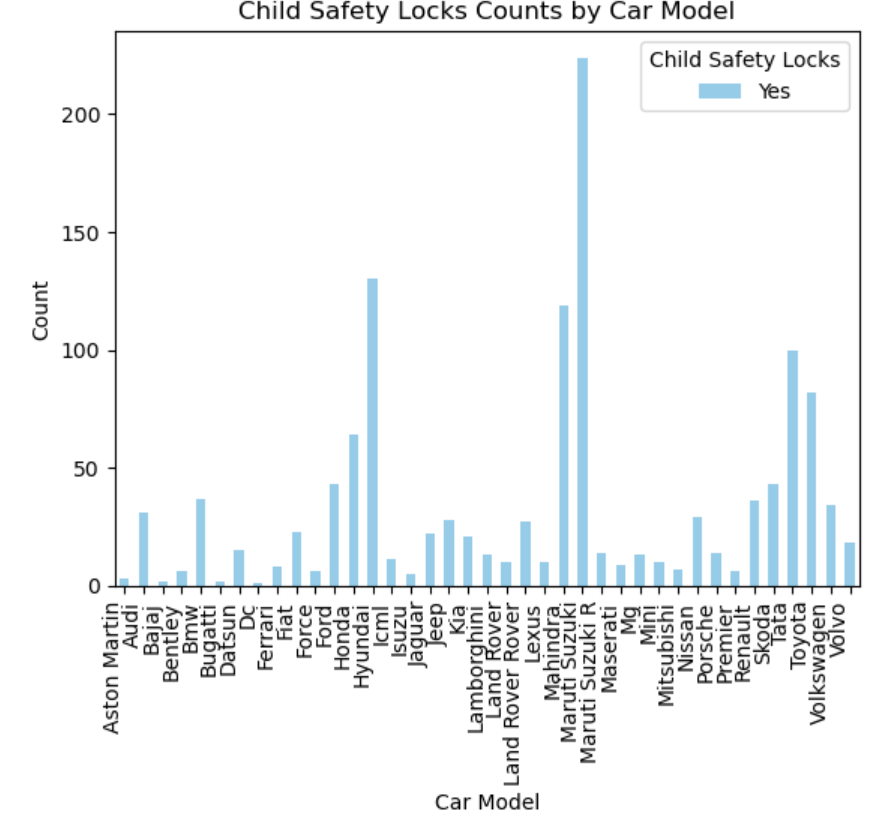 Child Safety Locks Counts by Car Model
Child Safety Locks
Yes
Count
200
150
100
50
0
Aston Martin
Audi
Bajaj
Bentley
Bmw
Bugatti
Datsun
Dc
Ferrari
Fiat
Force
Ford
Honda
Hyundai
Icml
Isuzu
Jaguar
Jeep
Kia
Lamborghini
Land Rover
Land Rover Rover
Lexus
Mahindra
Maruti Suzuki
Maruti Suzuki R
Maserati
Mg
Mini
Mitsubishi
Nissan
Porsche
Premier
Renault
Skoda
Tata
Toyota
Volkswagen
Volvo
Car Model